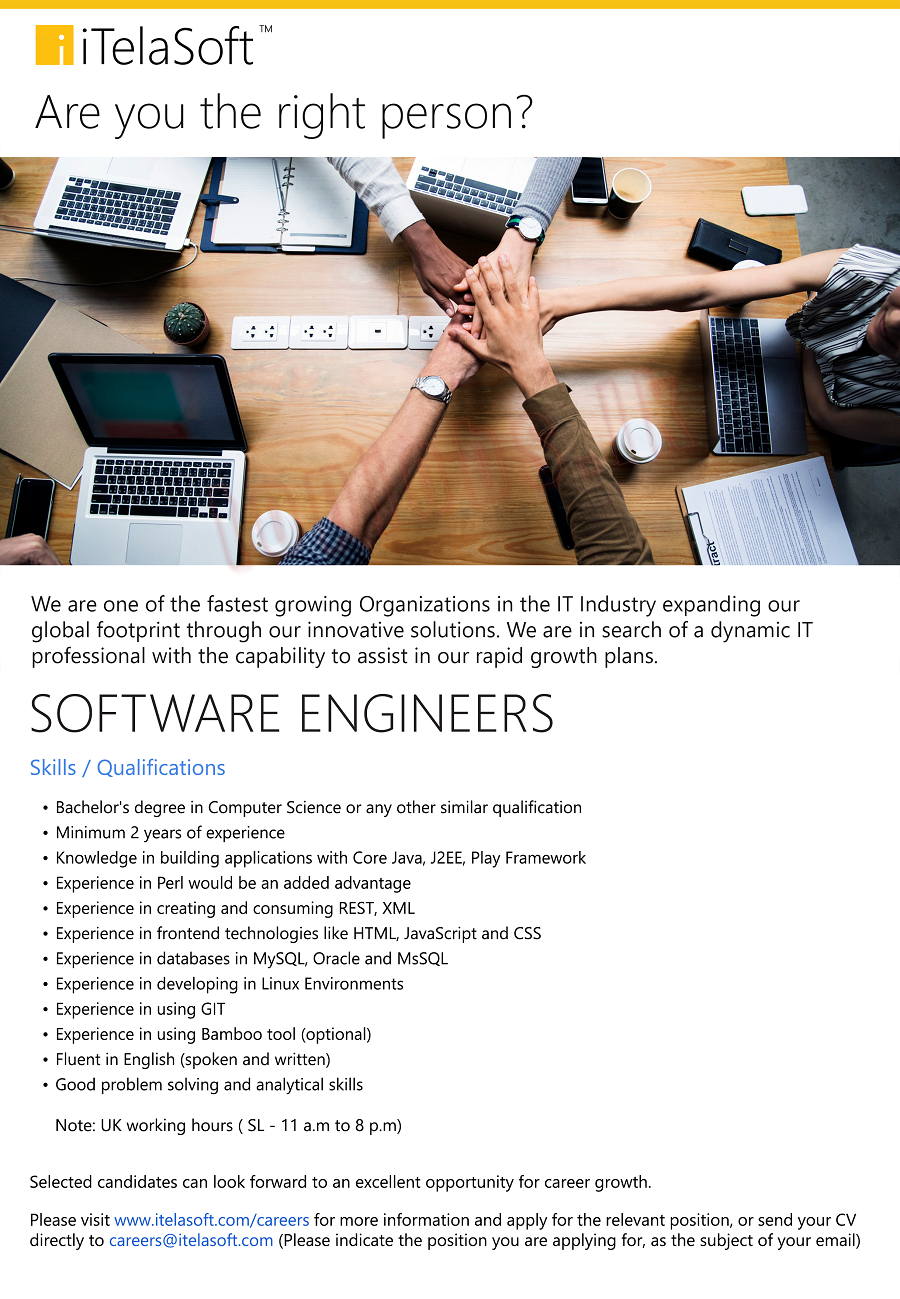 iTelaSoft™
Are you the right person?
We are one of the fastest growing Organizations in the IT Industry expanding our
global footprint through our innovative solutions. We are in search of a dynamic IT
professional with the capability to assist in our rapid growth plans.
SOFTWARE ENGINEERS
Skills / Qualifications
• Bachelor's degree in Computer Science or any other similar qualification
• Minimum 2 years of experience
• Knowledge in building applications with Core Java, J2EE, Play Framework
• Experience in Perl would be an added advantage
• Experience in creating and consuming REST, XML
• Experience in frontend technologies like HTML, JavaScript and CSS
• Experience in databases in MySQL, Oracle and MsSQL
• Experience in developing in Linux Environments
• Experience in using GIT
• Experience in using Bamboo tool (optional)
• Fluent in English (spoken and written)
• Good problem solving and analytical skills
Note: UK working hours ( SL - 11 a.m to 8 p.m)
Selected candidates can look forward to an excellent opportunity for career growth.
Please visit www.itelasoft.com/careers for more information and apply for the relevant position, or send your CV
directly to careers@itelasoft.com (Please indicate the position you are applying for, as the subject of your email)